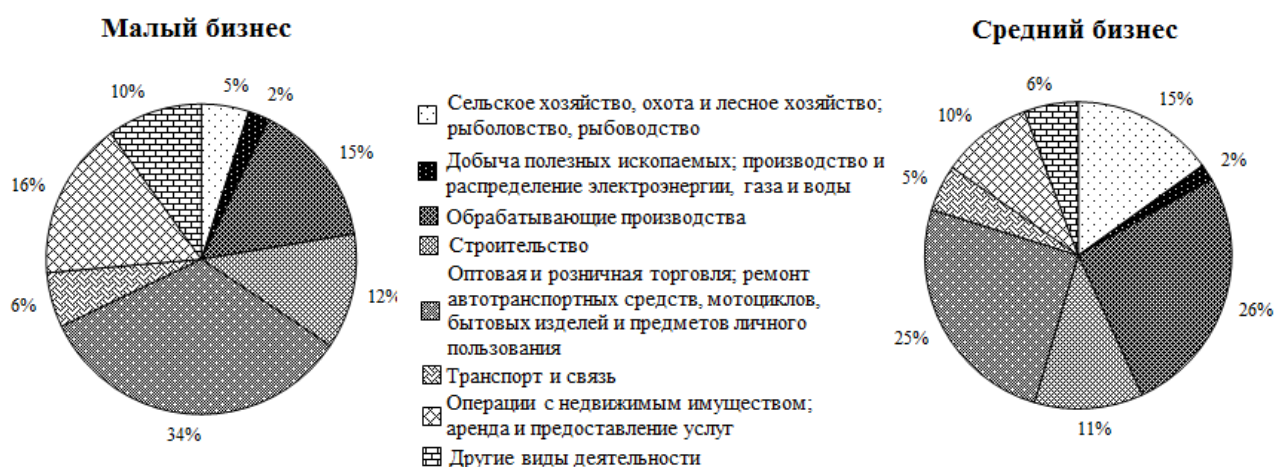 Малый бизнес
10%
5%
2%
15%
16%
6%
12%
34%
Сельское хозяйство, охота и лесное хозяйство;
рыболовство, рыбоводство
Добыча полезных ископаемых; производство и
распределение электроэнергии, газа и воды
Обрабатывающие производства
Строительство
Оптовая и розничная торговля; ремонт
автотранспортных средств, мотоциклов,
бытовых изделей и предметов личного
пользования
Транспорт и связь
Операции с недвижимым имуществом;
аренда и предоставление услуг
Другие виды деятельности
Средний бизнес
6%
15%
10%
2%
5%
26%
25%
11%